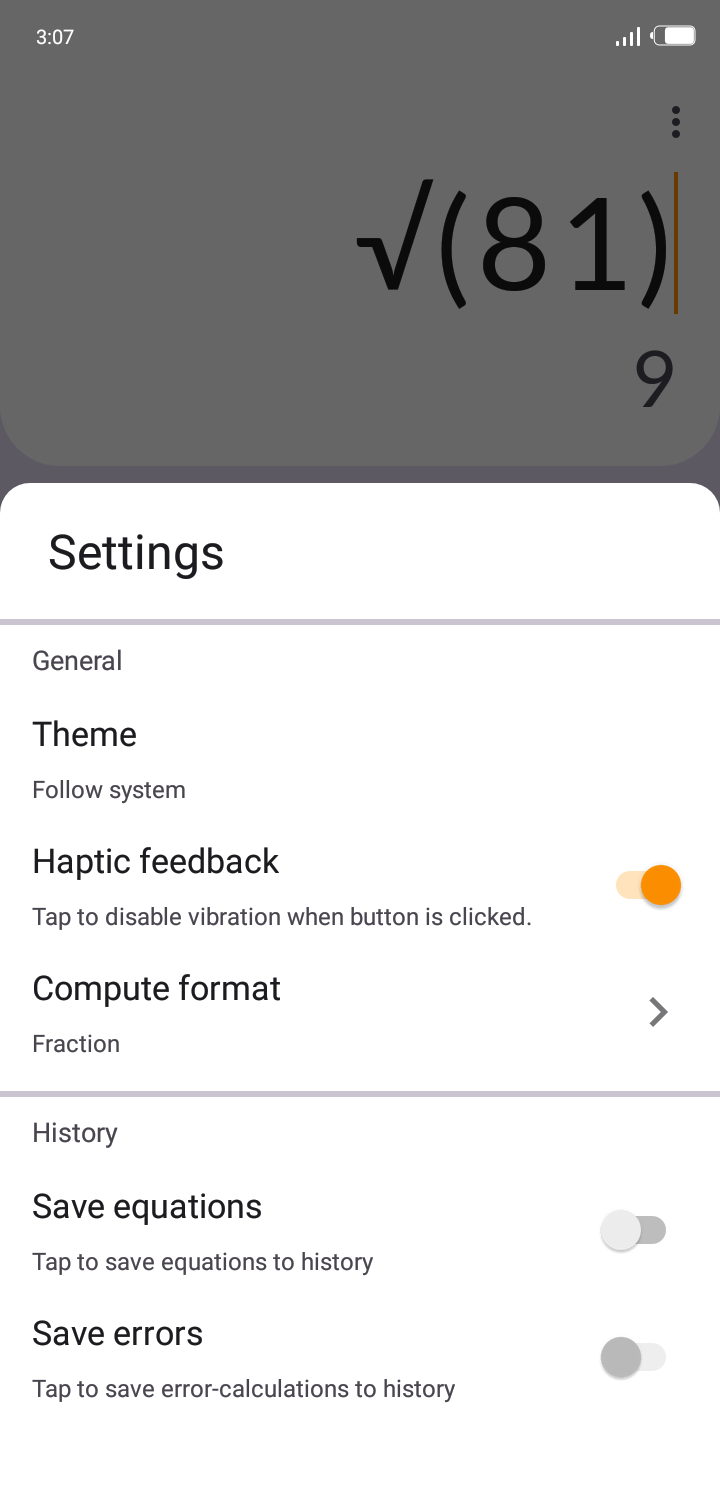 3:07
√(81)
9
Settings
General
Theme
Follow system
Haptic feedback
Tap to disable vibration when button is clicked.
Compute format
Fraction
History
Save equations
Tap to save equations to history
Save errors
Tap to save error-calculations to history